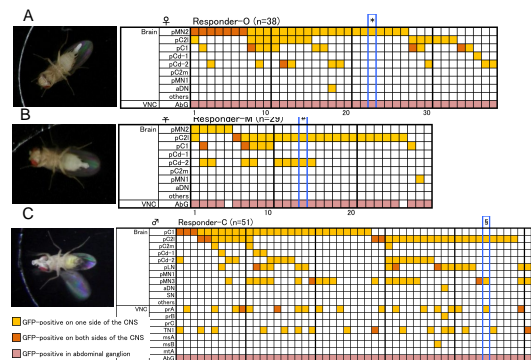 A
♀ Responder-O (n=38)
*
Brain pMN2
pC2l
pC1
pCd-1
pCd-2
pC2m
pMN1
aDN
others
VNC AbG
1 10 20 30
B
♀ Responder-M (n=29)
Brain pMN2
pC2l
pC1
pCd-1
pCd-2
pC2m
pMN1
aDN
others
VNC AbG
1 10 20
C
♂ Responder-C (n=51)
§
Brain pC1
pC2l
pC2m
pCd-1
pCd-2
pLN
pMN3
aDN
SN
others
VNC prA
prB
prC
TN1
msA
msB
mtA
AbG
GFP-positive on one side of the CNS
GFP-positive on both sides of the CNS
GFP-positive in abdominal ganglion